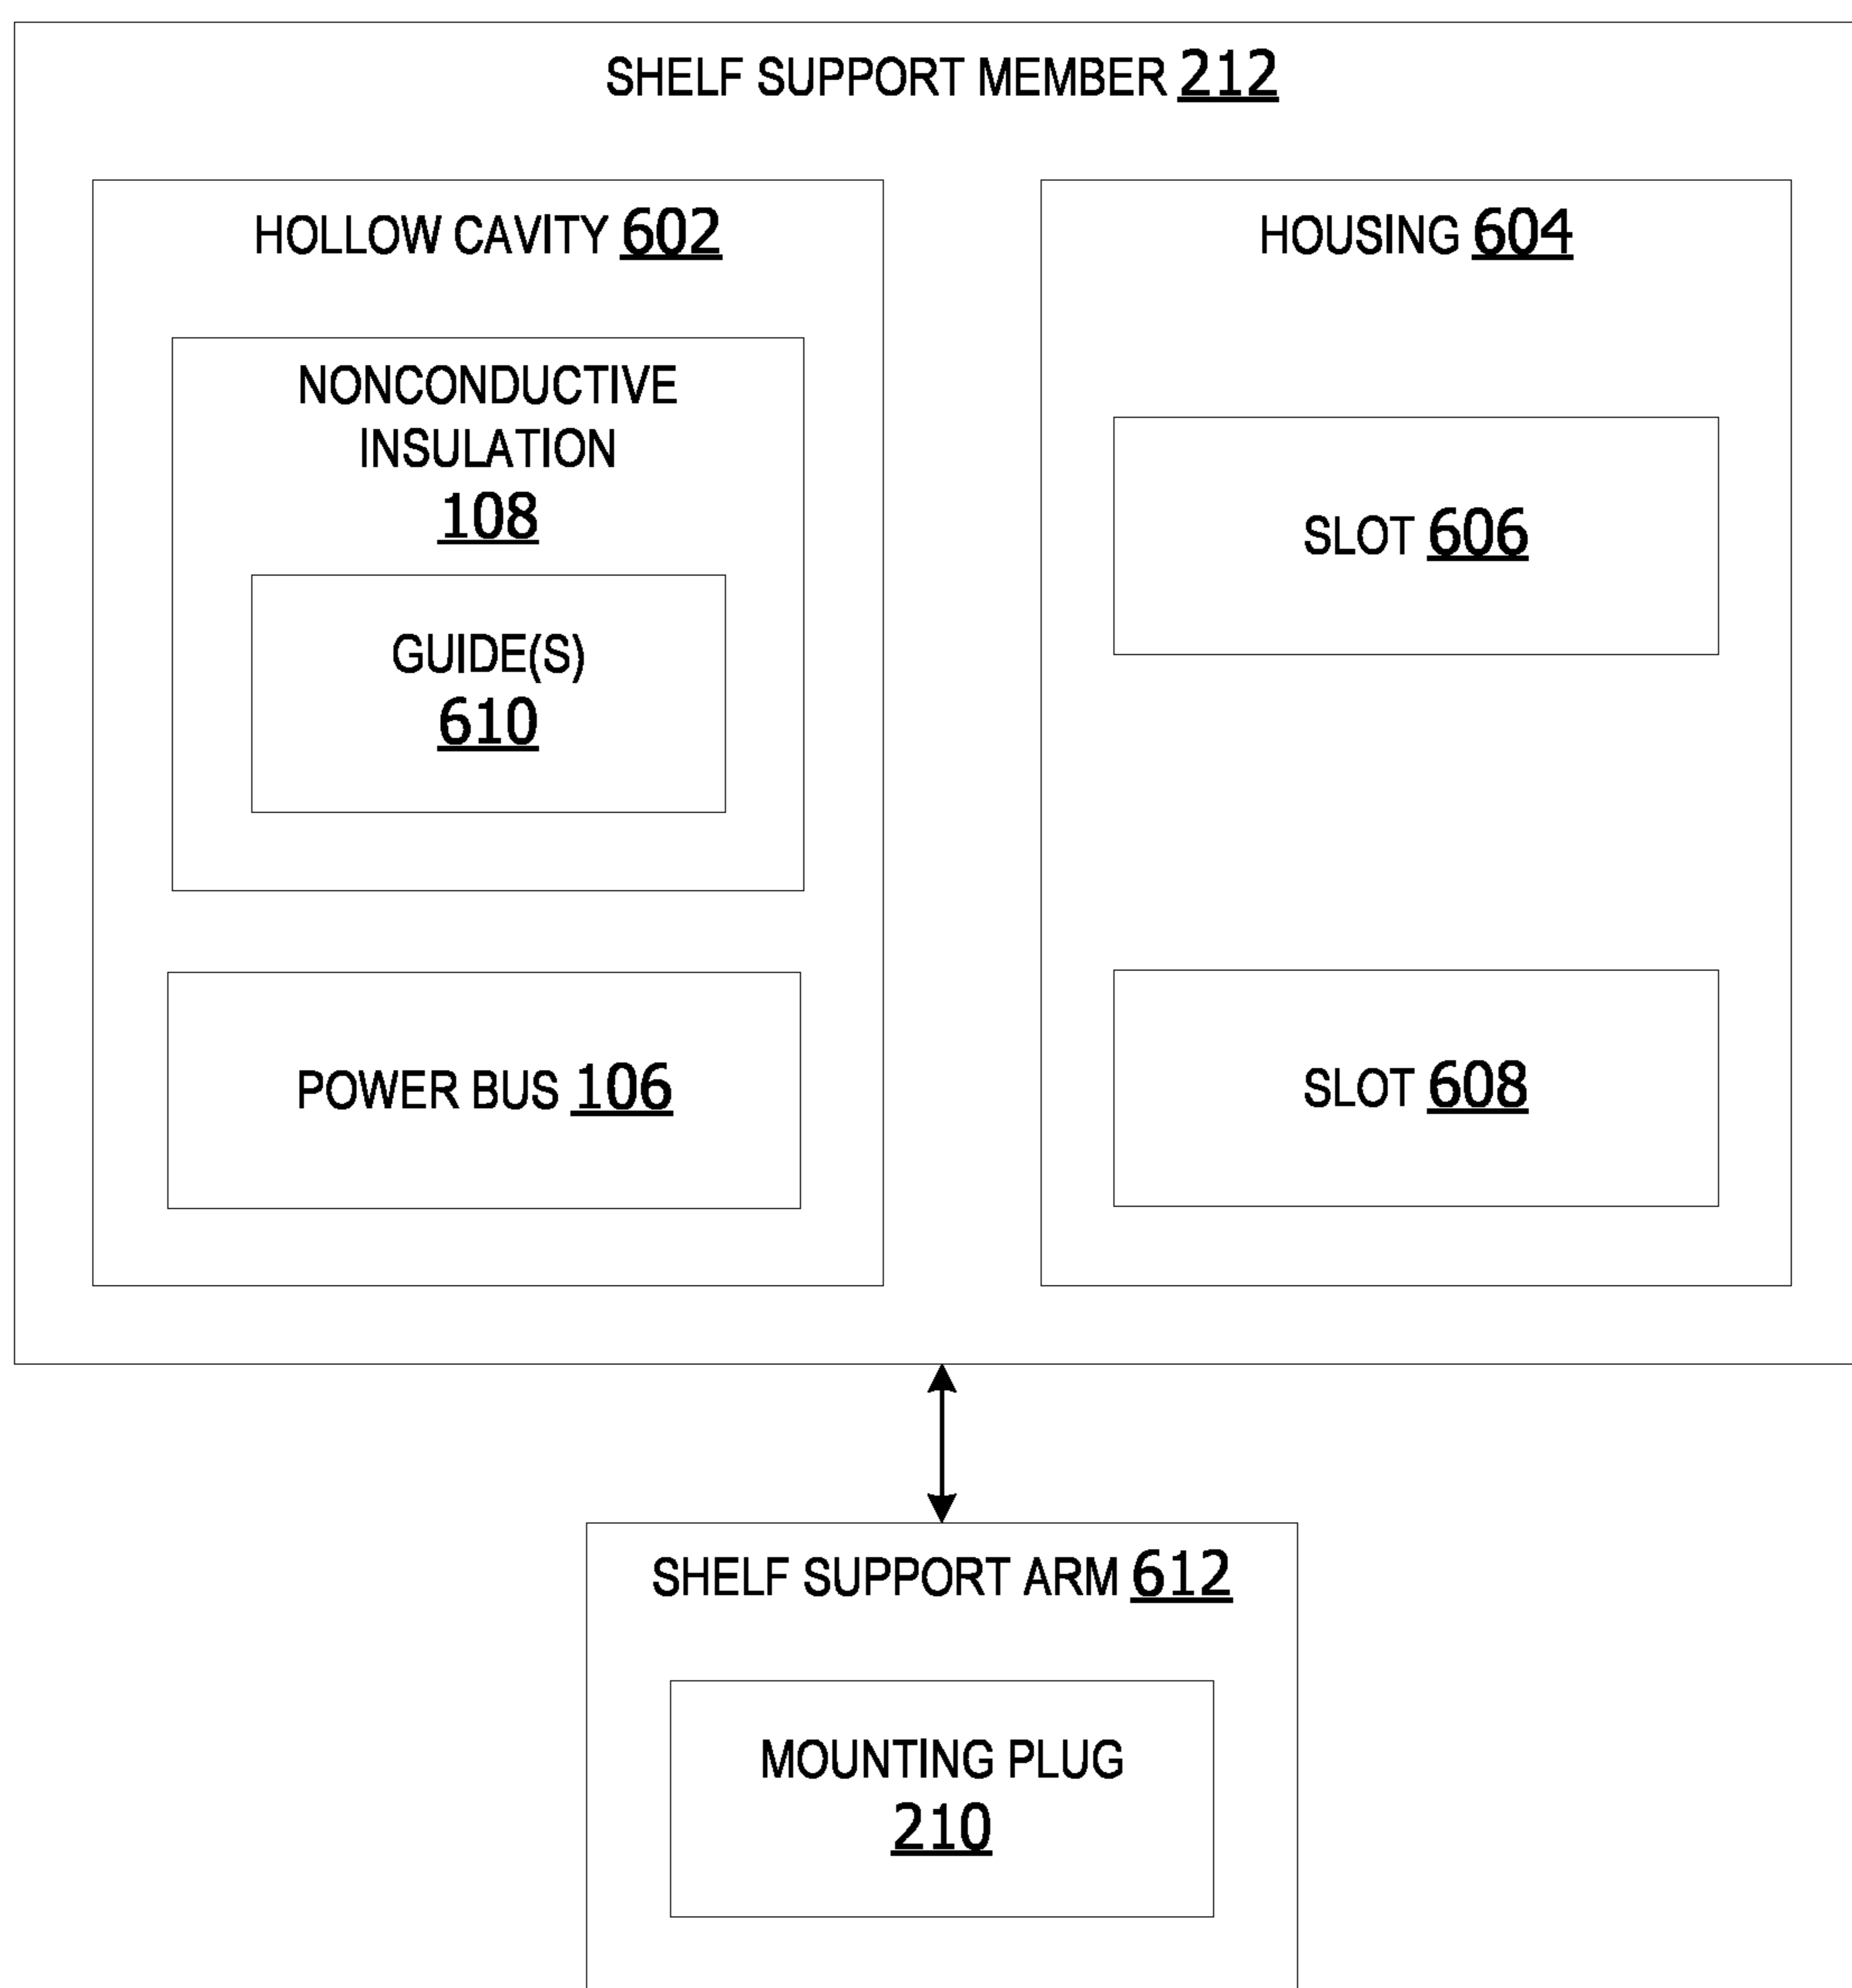 SHELF SUPPORT MEMBER 212
HOLLOW CAVITY 602
HOUSING 604
NONCONDUCTIVE
INSULATION
108
SLOT 606
GUIDE(S)
610
POWER BUS 106
SLOT 608
SHELF SUPPORT ARM 612
MOUNTING PLUG
210